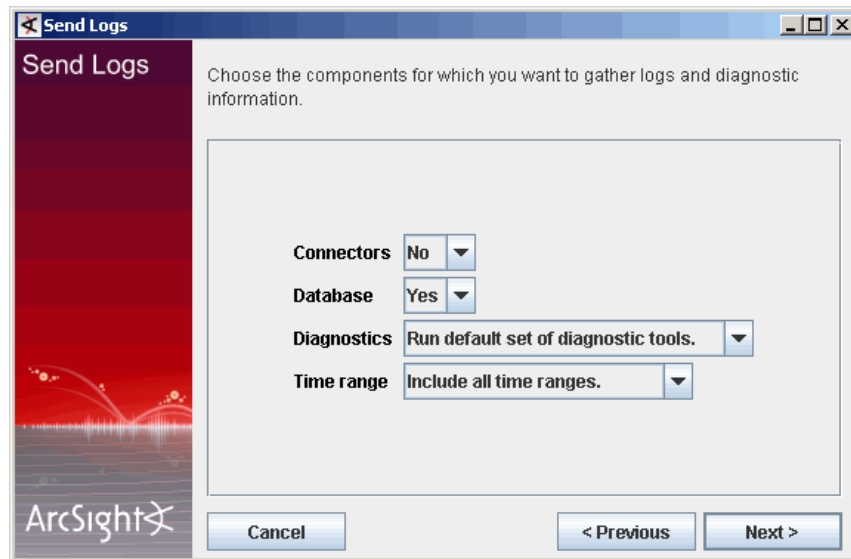 Send Logs
Send Logs
Choose the components for which you want to gather logs and diagnostic
information.
Connectors No
Database Yes
Diagnostics Run default set of diagnostic tools.
Time range Include all time ranges.
ArcSight
Cancel < Previous Next >